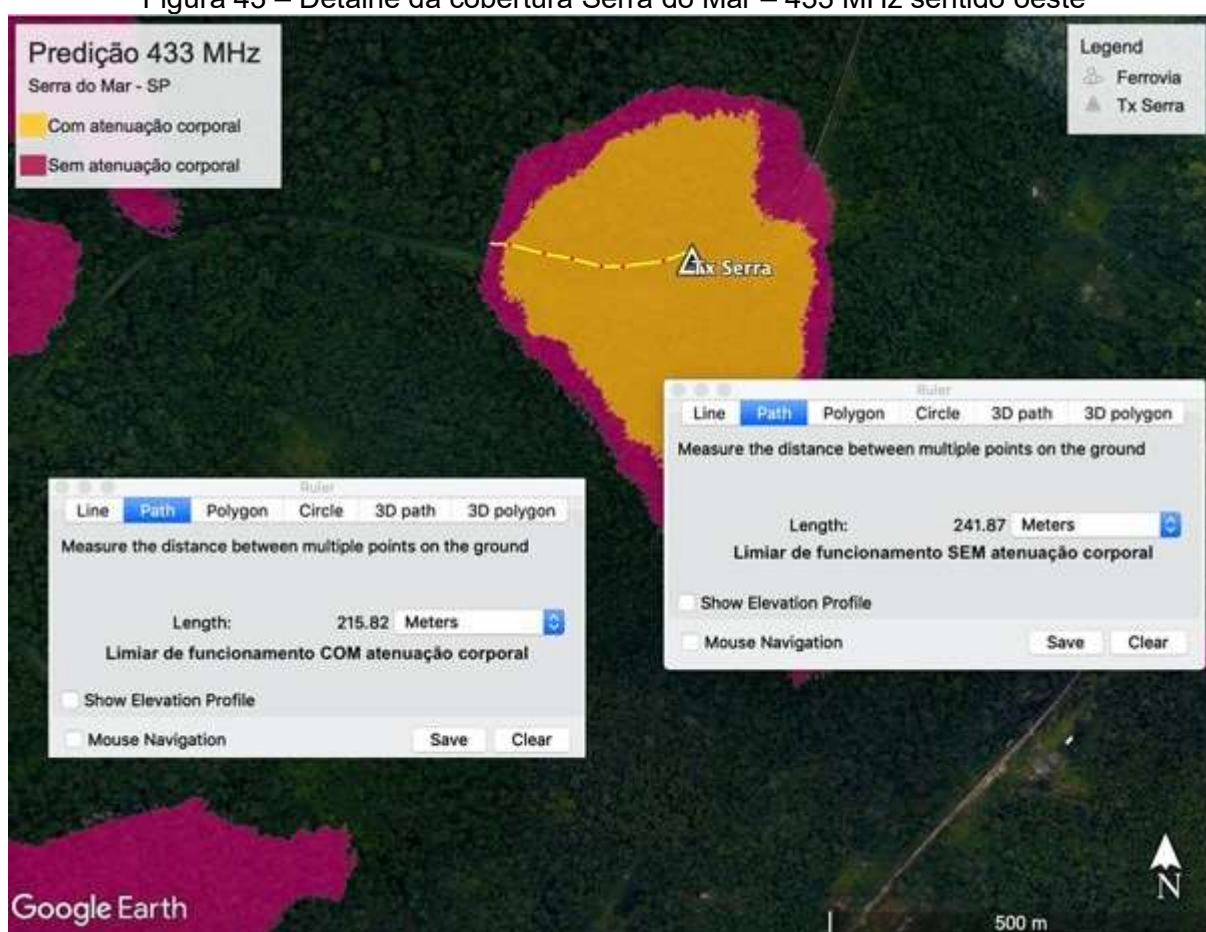 Figura 43 – Detalhe da cobertura Serra do Mar – 433 MHz sentido oeste
Predição 433 MHz
Serra do Mar - SP
Com atenuação corporal
Sem atenuação corporal
Legend
Ferrovia
Tx Serra
Tx Serra
Ruler
Line Path Polygon Circle 3D path 3D polygon
Measure the distance between multiple points on the ground
Length: 241.87 Meters
Limiar de funcionamento SEM atenuação corporal
Show Elevation Profile
Mouse Navigation Save Clear
Ruler
Line Path Polygon Circle 3D path 3D polygon
Measure the distance between multiple points on the ground
Length: 215.82 Meters
Limiar de funcionamento COM atenuação corporal
Show Elevation Profile
Mouse Navigation Save Clear
Google Earth
N
500 m